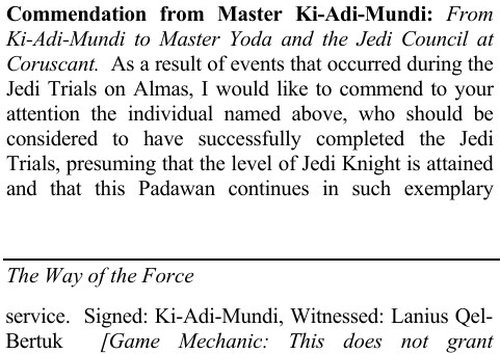 Commendation from Master Ki-Adi-Mundi: From
Ki-Adi-Mundi to Master Yoda and the Jedi Council at
Coruscant. As a result of events that occurred during the
Jedi Trials on Almas, I would like to commend to your
attention the individual named above, who should be
considered to have successfully completed the Jedi
Trials, presuming that the level of Jedi Knight is attained
and that this Padawan continues in such exemplary
The Way of the Force
service. Signed: Ki-Adi-Mundi, Witnessed: Lanius Qel-
Bertuk [Game Mechanic: This does not grant